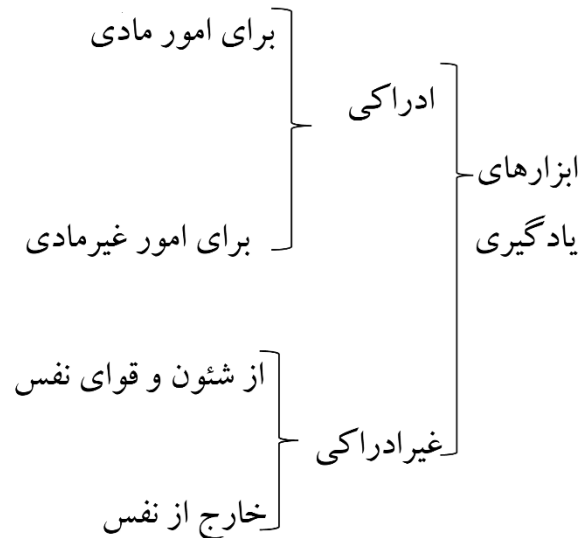 ابزارهای
یادگیری
ادراکی
برای امور مادی
برای امور غیرمادی
غیرادراکی
از شئون و قوای نفس
خارج از نفس